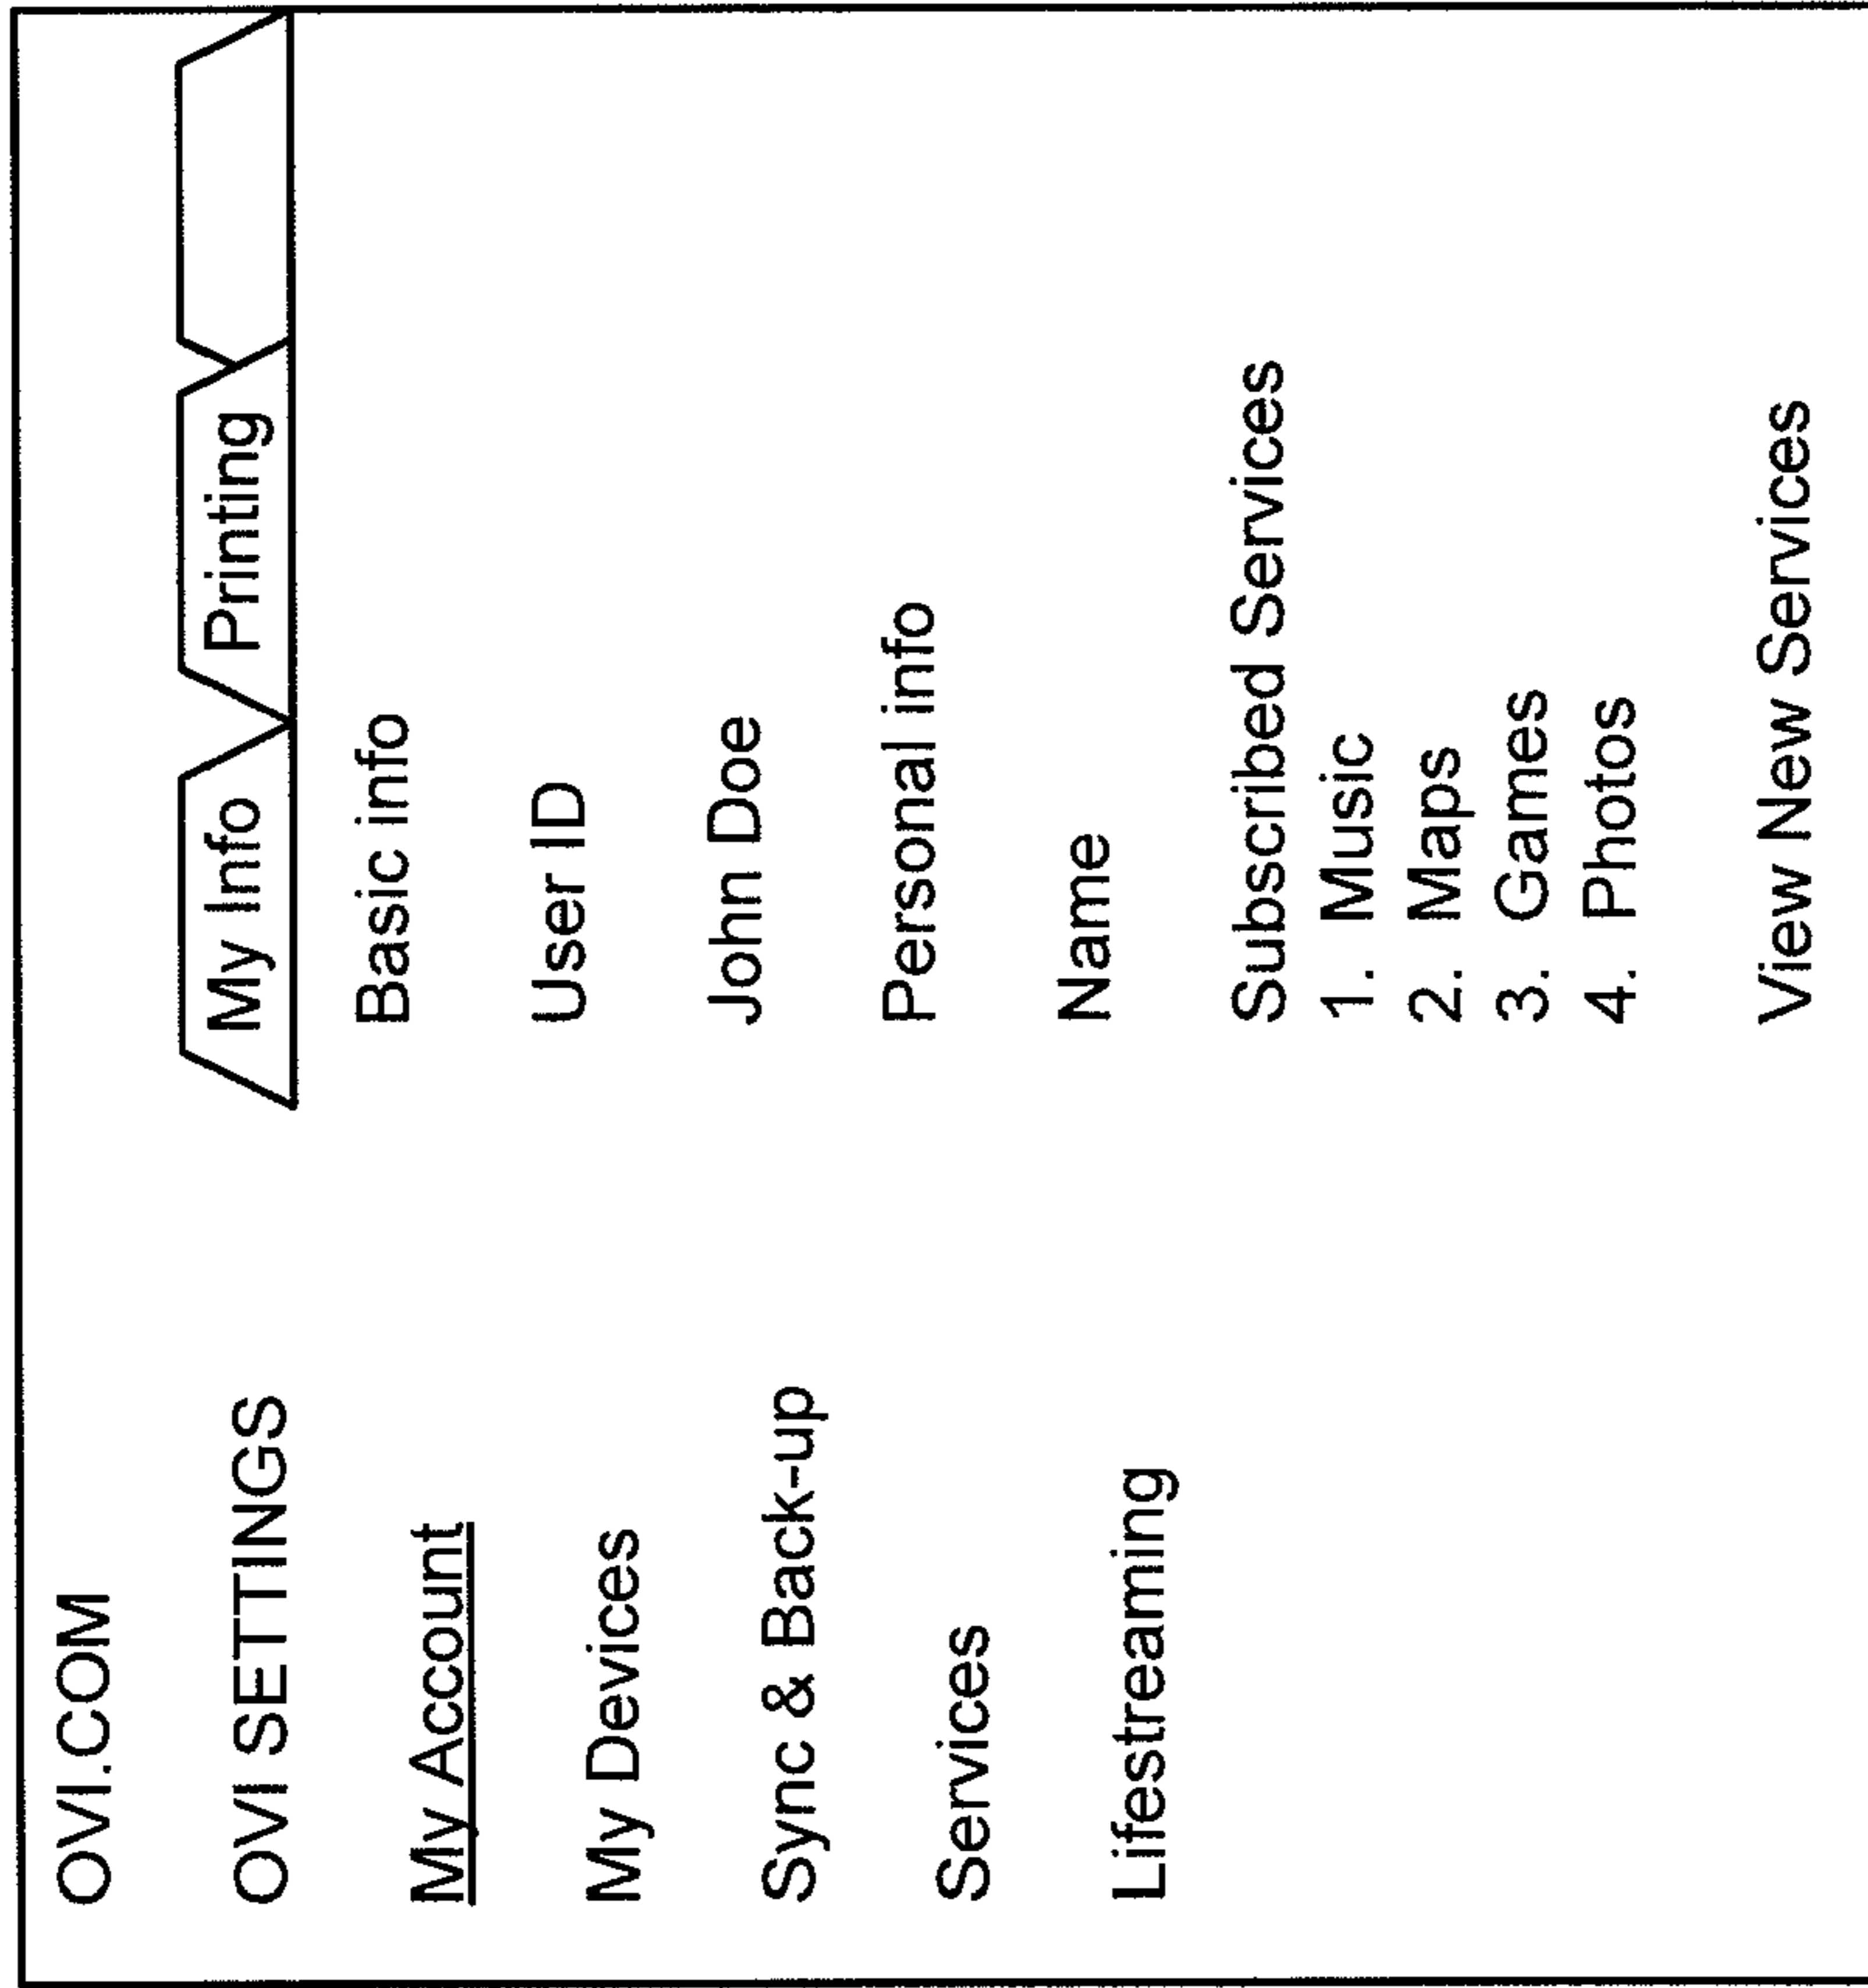 OVI.COM
OVI SETTINGS
My Account
My Devices
Sync & Back-up
Services
Lifestreaming
My Info
Printing
Basic info
User ID
John Doe
Personal info
Name
Subscribed Services
1. Music
2. Maps
3. Games
4. Photos
View New Services